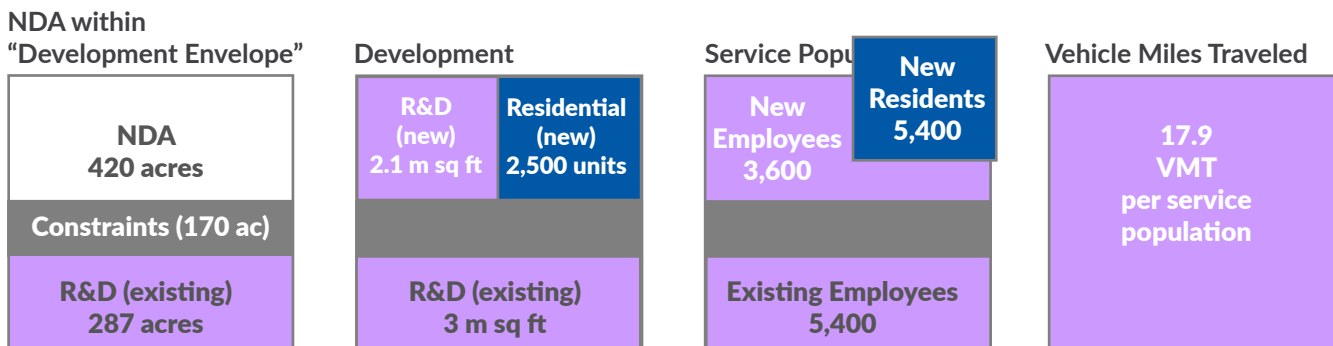 NDA within
“Development Envelope”
NDA
420 acres
Constraints (170 ac)
R&D (existing)
287 acres
Development
R&D
(new)
2.1 m sq ft
Residential
(new)
2,500 units
R&D (existing)
3 m sq ft
Service Popu
New
Residents
5,400
New
Employees
3,600
Existing Employees
5,400
Vehicle Miles Traveled
17.9
VMT
per service
population